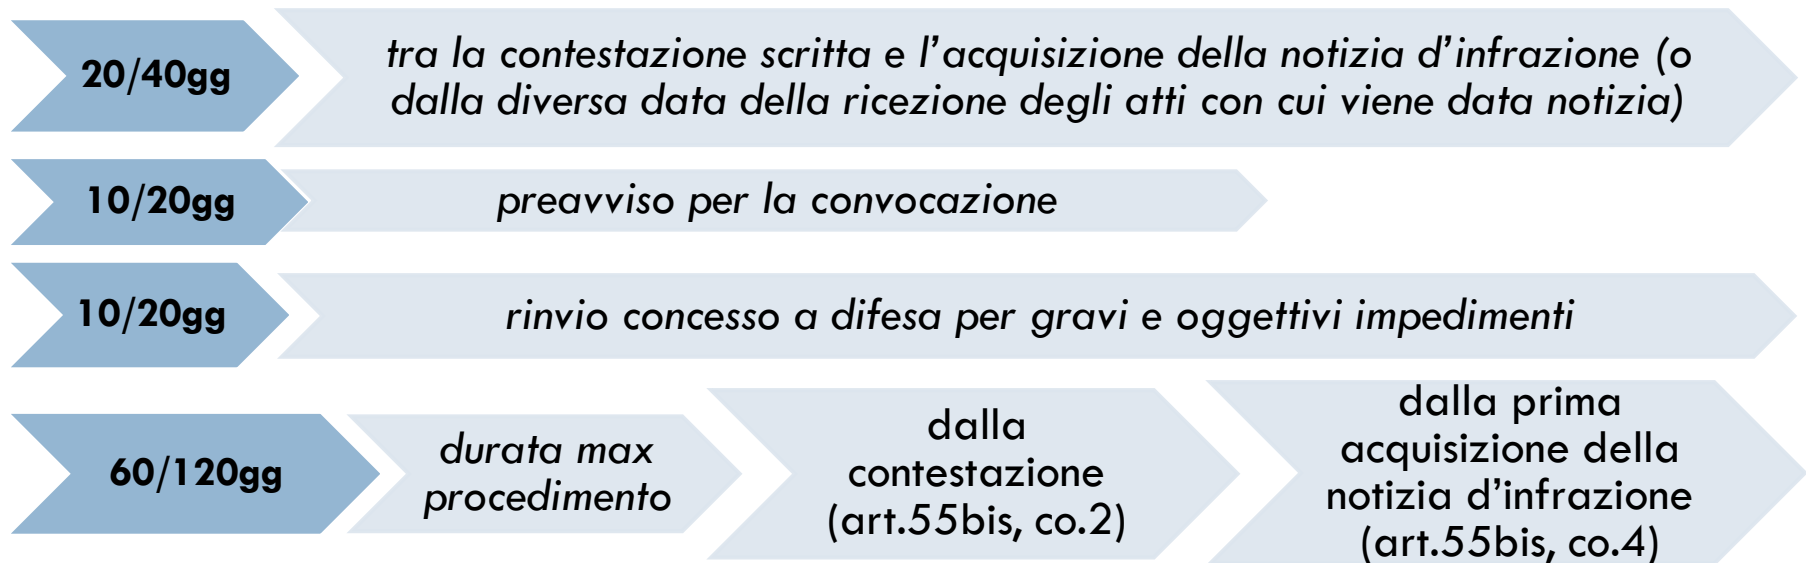 20/40gg
tra la contestazione scritta e l’acquisizione della notizia d’infrazione (o
dalla diversa data della ricezione degli atti con cui viene data notizia)
10/20gg
preavviso per la convocazione
10/20gg
rinvio concesso a difesa per gravi e oggettivi impedimenti
60/120gg
durata max
procedimento
dalla
contestazione
(art.55bis, co.2)
dalla prima
acquisizione della
notizia d’infrazione
(art.55bis, co.4)